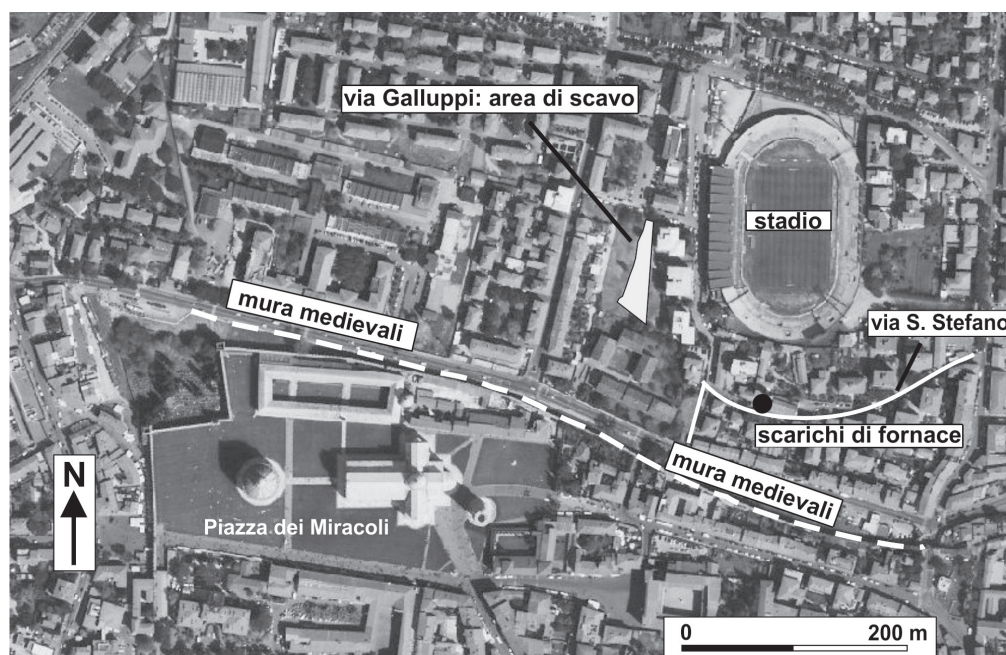 via Galluppi: area di scavo
stadio
mura medievali
via S. Stefano
scarichi di fornace
mura medievali
Piazza dei Miracoli
N
0 200 m